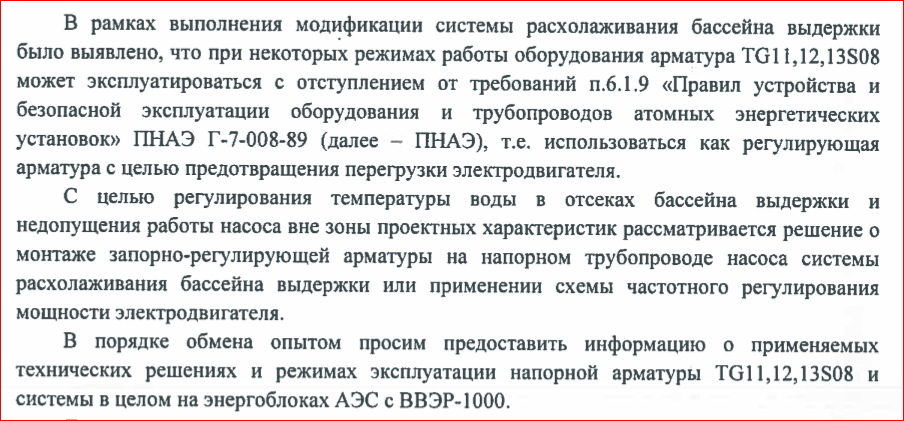 В рамках выполнения модификации системы расхолаживания бассейна выдержки
было выявлено, что при некоторых режимах работы оборудования арматура TG11,12,13S08
может эксплуатироваться с отступлением от требований п.6.1.9 «Правил устройства и
безопасной эксплуатации оборудования и трубопроводов атомных энергетических
установок» ПНАЭ Г-7-008-89 (далее – ПНАЭ), т.е. использоваться как регулирующая
арматура с целью предотвращения перегрузки электродвигателя.
С целью регулирования температуры воды в отсеках бассейна выдержки и
недопущения работы насоса вне зоны проектных характеристик рассматривается решение о
монтаже запорно-регулирующей арматуры на напорном трубопроводе насоса системы
расхолаживания бассейна выдержки или применении схемы частотного регулирования
мощности электродвигателя.
В порядке обмена опытом просим предоставить информацию о применяемых
технических решениях и режимах эксплуатации напорной арматуры TG11,12,13S08 и
системы в целом на энергоблоках АЭС с ВВЭР-1000.